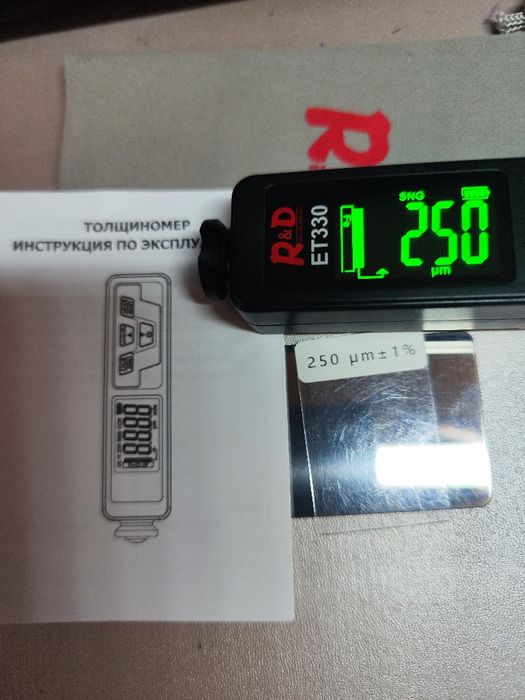 R
R&D
ET330
SNG
Fe
250
µm
ТОЛЩИНОМЕР
ИНСТРУКЦИЯ ПО ЭКСПЛУ
250 µm±1%